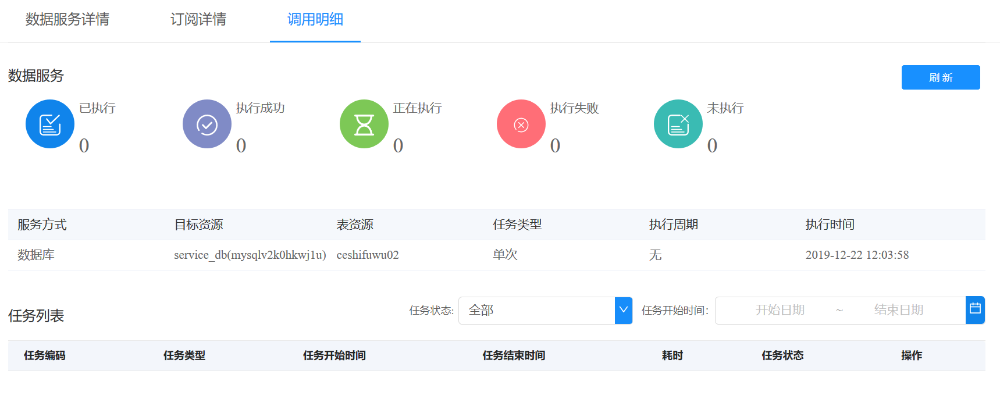 数据服务详情 订阅详情 调用明细
数据服务 刷新
已执行 执行成功 正在执行 执行失败 未执行
0 0 0 0 0
服务方式 目标资源 表资源 任务类型 执行周期 执行时间
数据库 service_db(mysqlv2k0hkwj1u) ceshifuwu02 单次 无 2019-12-22 12:03:58
任务列表 任务状态: 全部 任务开始时间: 开始日期 ~ 结束日期
任务编码 任务类型 任务开始时间 任务结束时间 耗时 任务状态 操作